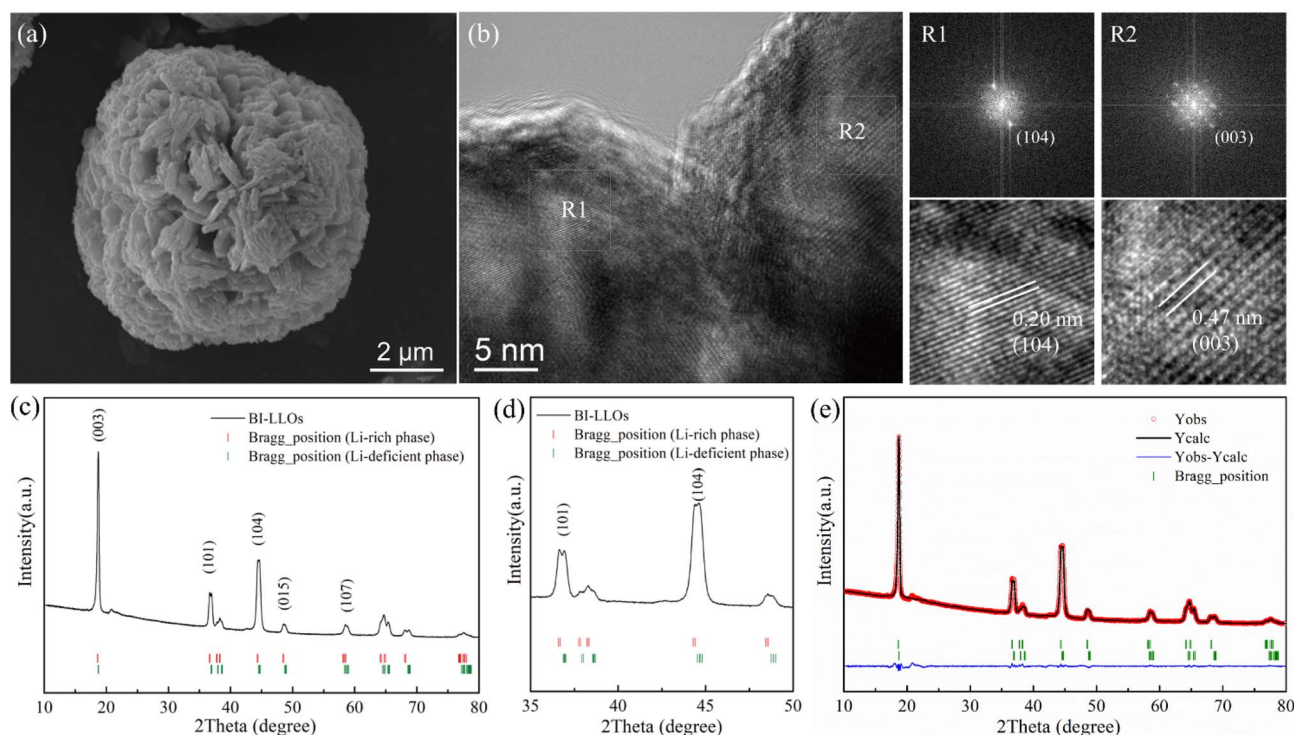 (a)
2 μm
(b)
R1
R2
5 nm
R1
(104)
R2
(003)
0.20 nm
(104)
0.47 nm
(003)
(c)
(003)
BI-LLOs
Bragg_position (Li-rich phase)
Bragg_position (Li-deficient phase)
(101)
(104)
(015)
(107)
Intensity(a.u.)
10 20 30 40 50 60 70 80
2Theta (degree)
(d)
BI-LLOs
Bragg_position (Li-rich phase)
Bragg_position (Li-deficient phase)
(101)
(104)
Intensity(a.u.)
35 40 45 50
2Theta (degree)
(e)
Yobs
Ycalc
Yobs-Ycalc
Bragg_position
Intensity(a.u.)
10 20 30 40 50 60 70 80
2Theta (degree)